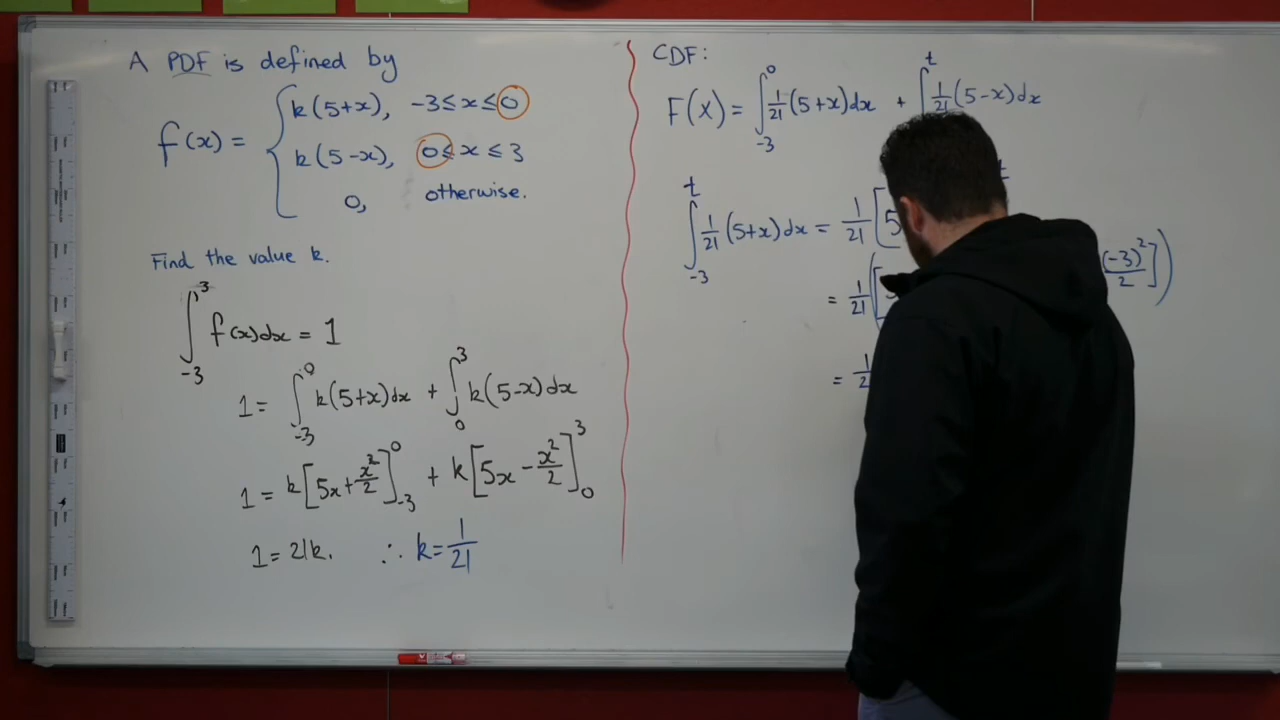 A PDF is defined by
f(x) = { k(5+x), -3 ≤ x ≤ 0
k(5-x), 0 ≤ x ≤ 3
0, otherwise.
Find the value k.
∫_{-3}^{3} f(x)dx = 1
1 = ∫_{-3}^{0} k(5+x)dx + ∫_{0}^{3} k(5-x)dx
1 = k[5x + x²/2]_{-3}^{0} + k[5x - x²/2]_{0}^{3}
1 = 21k. ∴ k = 1/21
CDF:
F(x) = ∫_{-3}^{0} 1/21 (5+x)dx + ∫^{t} 1/21 (5-x)dx
∫_{-3}^{t} 1/21 (5+x)dx = 1/21 [5
= 1/21 ([ (-3)²/2])
=